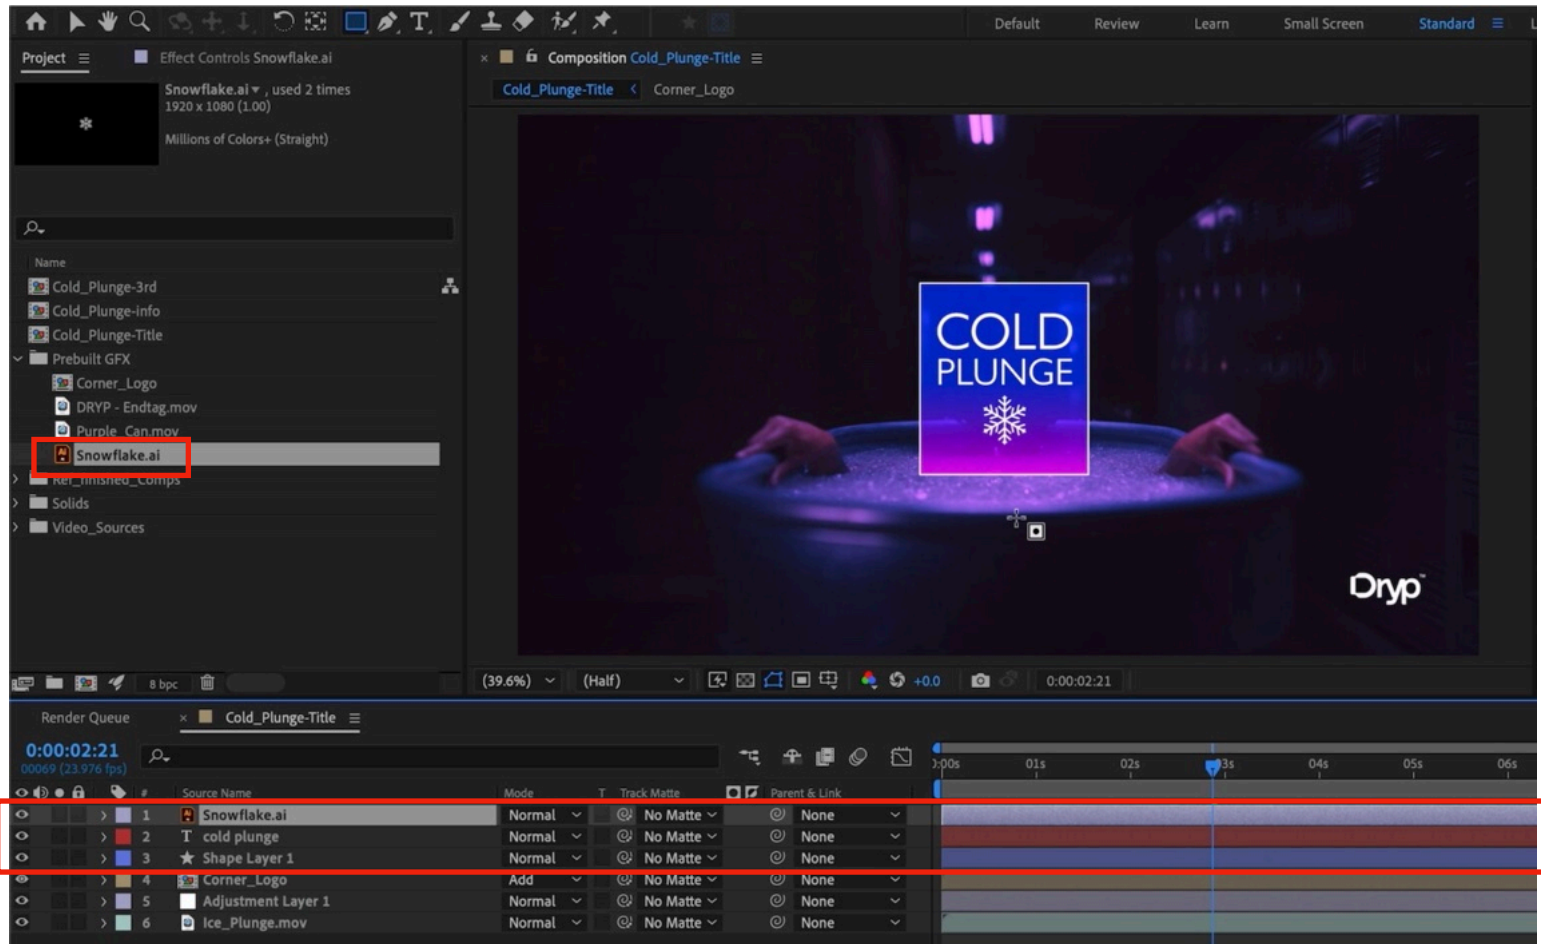 Default Review Learn Small Screen Standard
Project Effect Controls Snowflake.ai
Composition Cold_Plunge-Title
Snowflake.ai , used 2 times
1920 x 1080 (1.00)
Millions of Colors+ (Straight)
Cold_Plunge-Title Corner_Logo
Name
Cold_Plunge-3rd
Cold_Plunge-info
Cold_Plunge-Title
Prebuilt GFX
Corner_Logo
DRYP - Endtag.mov
Purple_Can.mov
Snowflake.ai
Ref_finished_Comps
Solids
Video_Sources
COLD
PLUNGE
Dryp
8 bpc
(39.6%) (Half) +0.0 0:00:02:21
Render Queue Cold_Plunge-Title
0:00:02:21
00069 (23.976 fps)
01s 02s 03s 04s 05s 06s
# Source Name Mode T Track Matte Parent & Link
1 Snowflake.ai Normal No Matte None
2 T cold plunge Normal No Matte None
3 Shape Layer 1 Normal No Matte None
4 Corner_Logo Add No Matte None
5 Adjustment Layer 1 Normal No Matte None
6 Ice_Plunge.mov Normal No Matte None